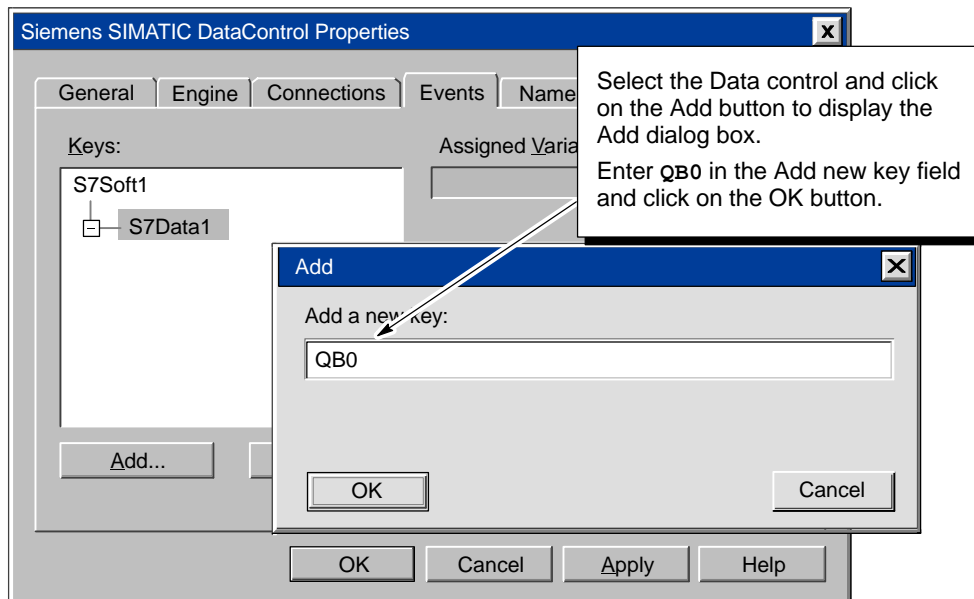 Siemens SIMATIC DataControl Properties
Select the Data control and click
on the Add button to display the
Add dialog box.
Enter QB0 in the Add new key field
and click on the OK button.
General Engine Connections Events Name
Keys:
Assigned Varia
S7Soft1
S7Data1
Add
Add a new key:
QB0
OK Cancel
Add...
OK Cancel Apply Help